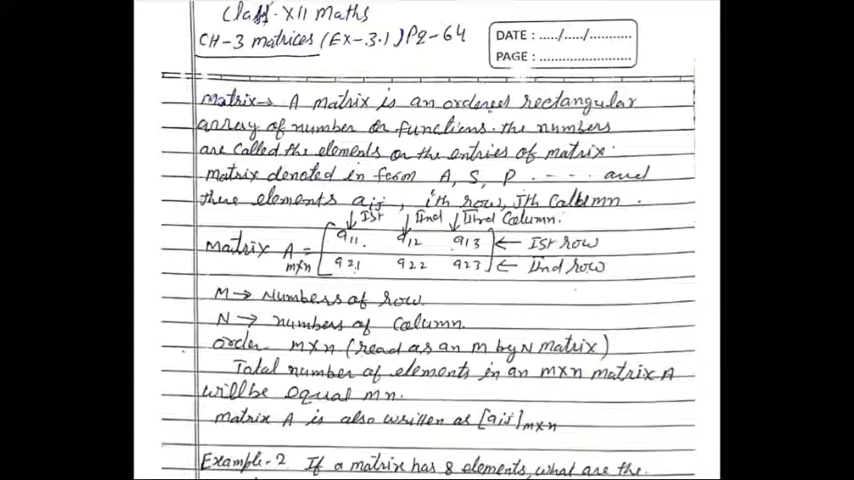 Class - XII Maths
CH-3 matrices (EX-3.1) Pg-64
DATE : ...../...../...........
PAGE : .........................
Matrix→ A matrix is an ordered rectangular
array of number or functions. the numbers
are called the elements or the entries of matrix.
matrix denoted in form A, S, P . - - - - and
there elements aij, ith row, Jth Column.
Ist IInd IIIrd Column.
Matrix A m×n = [ a11 a12 a13 ← Ist row
a21 a22 a23 ] ← IInd row
M → Numbers of row.
N → numbers of Column.
order m×n (read as an m by N matrix)
Total number of elements in an m×n matrix A
will be equal mn.
matrix A is also written as [aij]m×n
Example-2 If a matrix has 8 elements, what are the